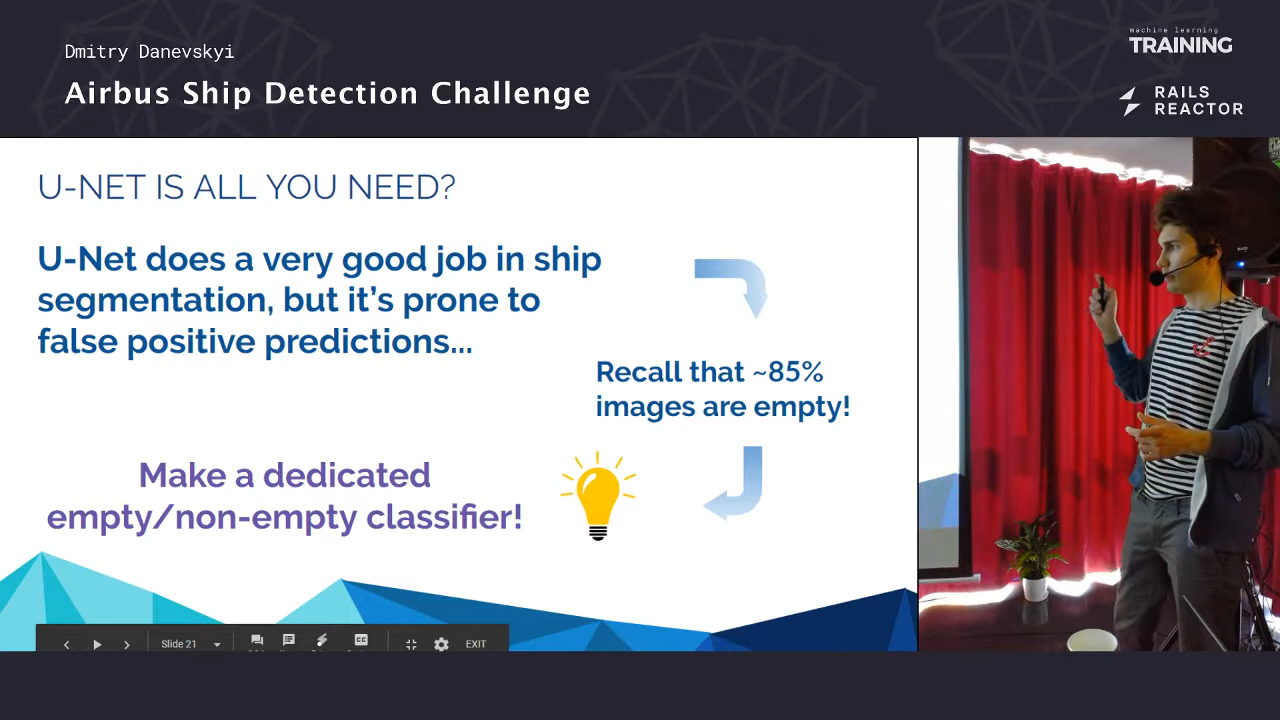 Dmitry Danevskyi
Airbus Ship Detection Challenge
machine learning
TRAINING
RAILS
REACTOR
U-NET IS ALL YOU NEED?
U-Net does a very good job in ship
segmentation, but it's prone to
false positive predictions...
Recall that ~85%
images are empty!
Make a dedicated
empty/non-empty classifier!
Slide 21
EXIT